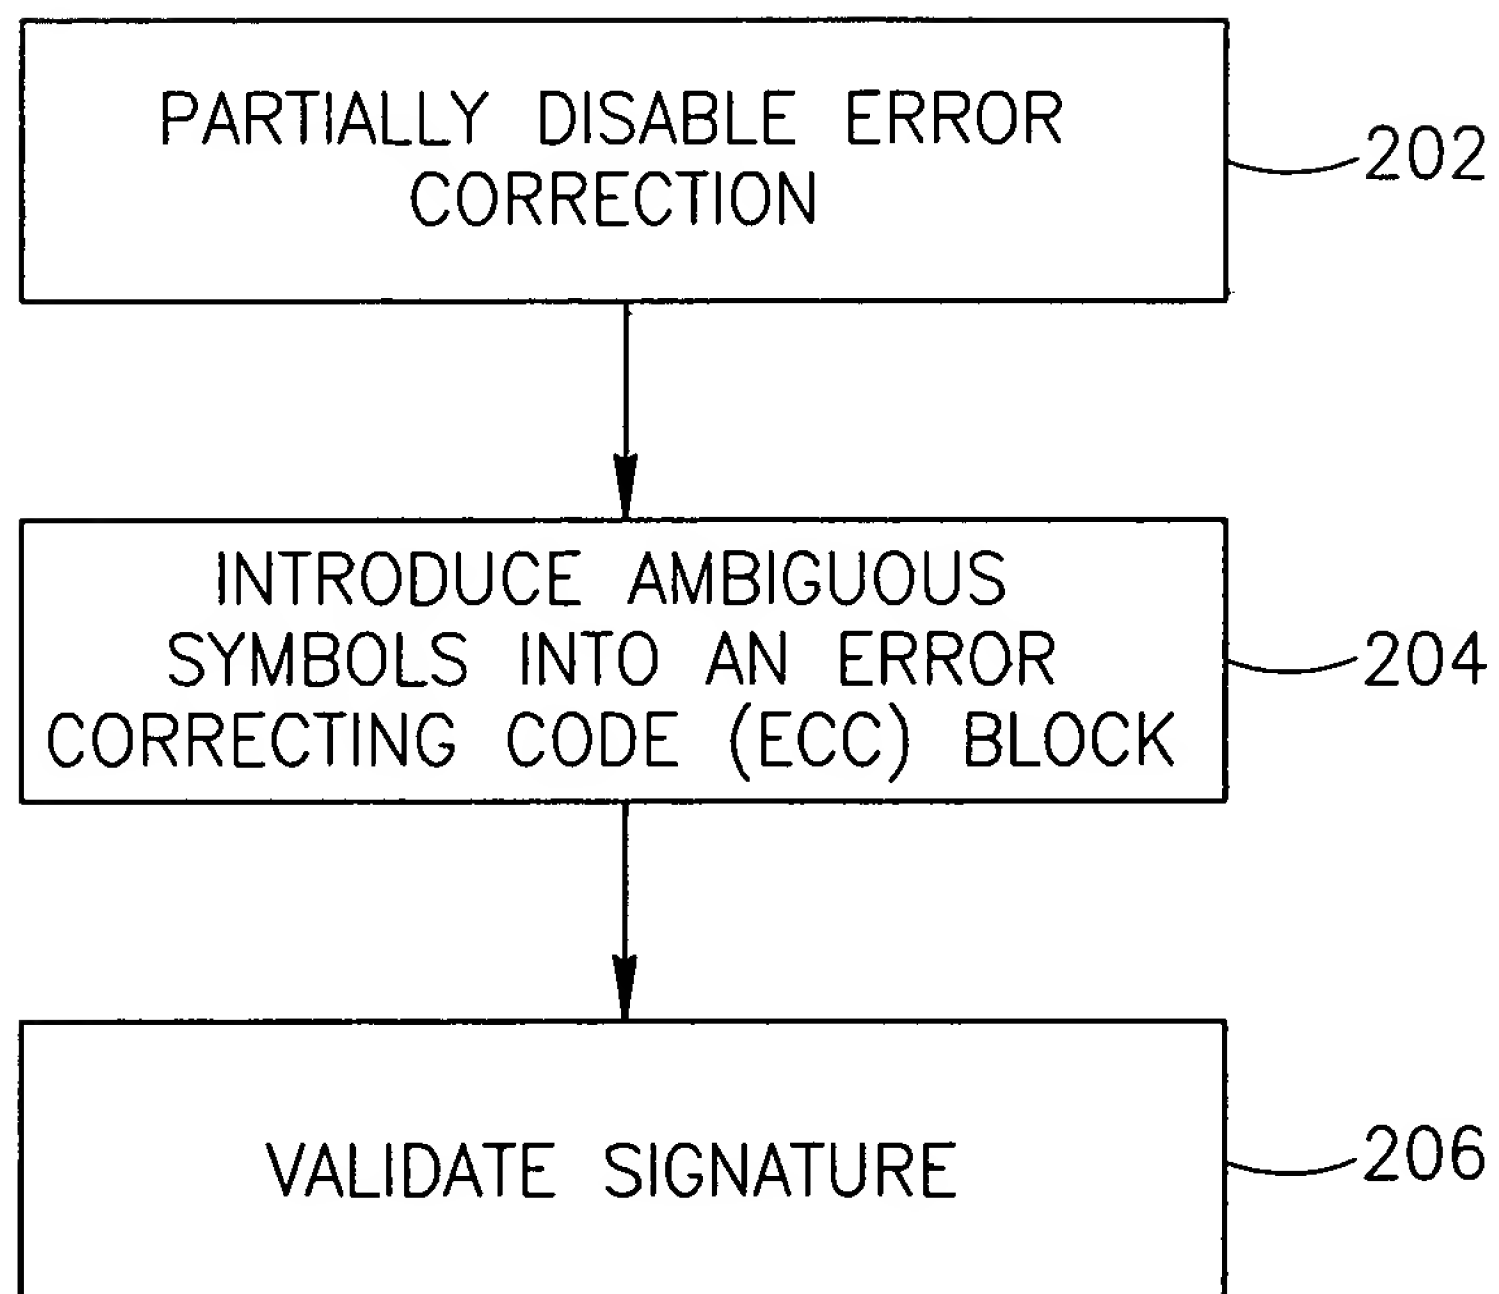 PARTIALLY DISABLE ERROR
CORRECTION
202
INTRODUCE AMBIGUOUS
SYMBOLS INTO AN ERROR
CORRECTING CODE (ECC) BLOCK
204
VALIDATE SIGNATURE
206